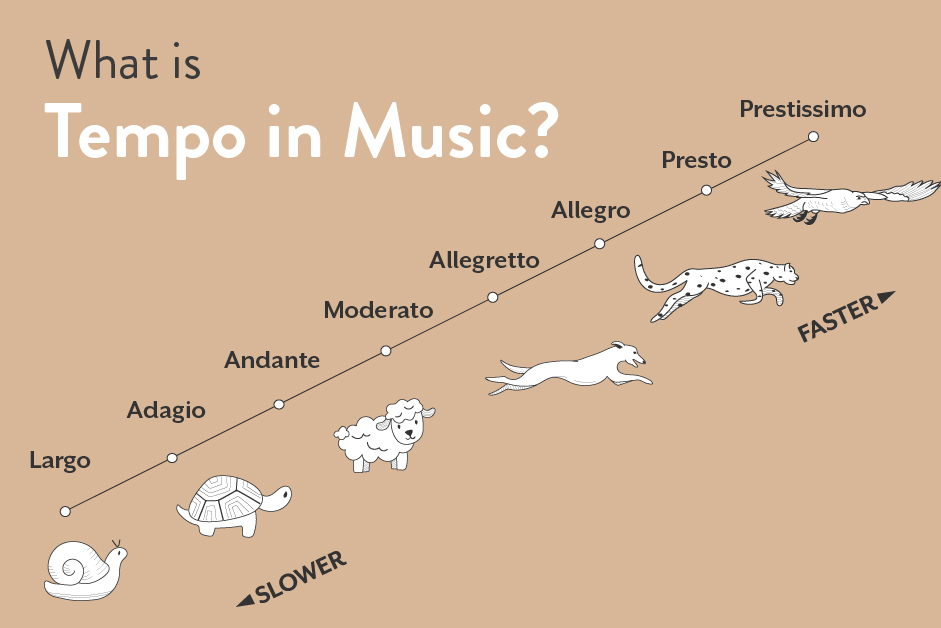 What is
Tempo in Music?
Prestissimo
Presto
Allegro
Allegretto
Moderato
Andante
Adagio
Largo
FASTER
SLOWER